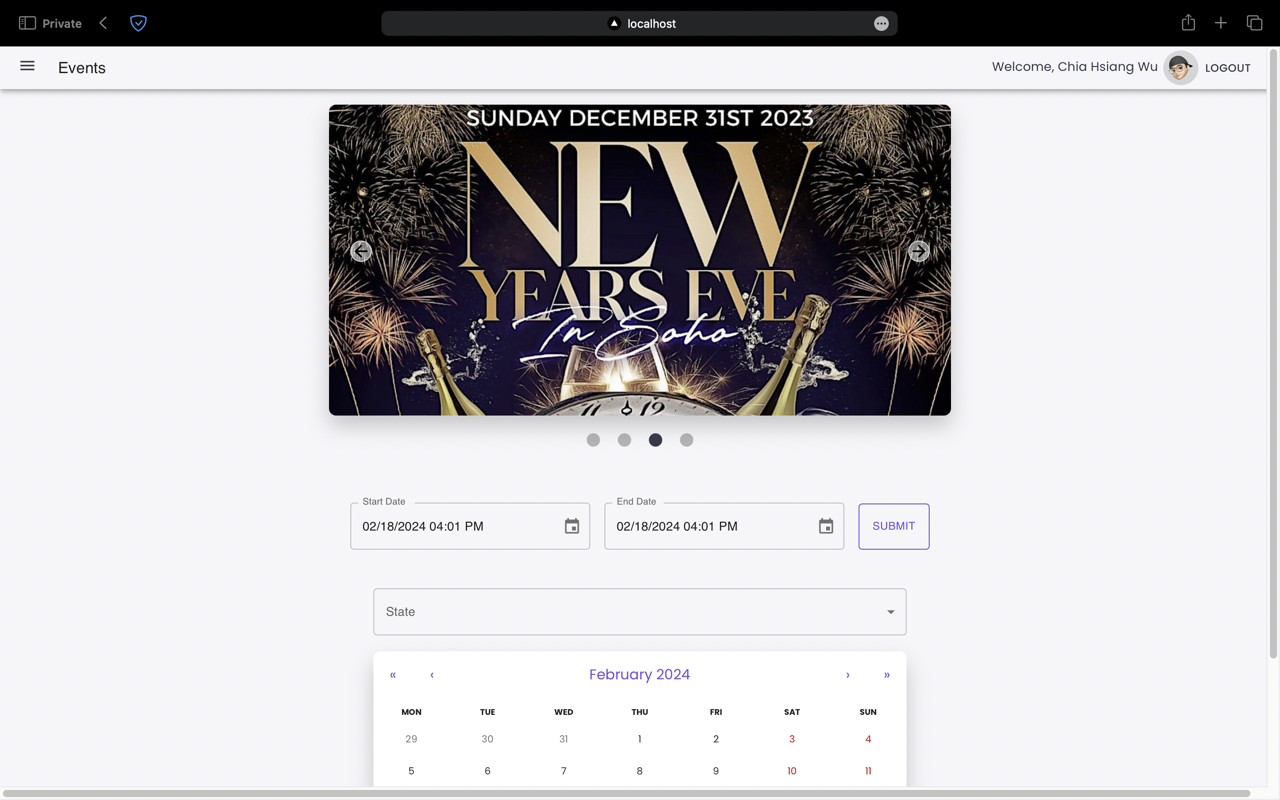 Private
localhost
Events
Welcome, Chia Hsiang Wu
LOGOUT
SUNDAY DECEMBER 31ST 2023
NEW
YEARS EVE
In Soho
Start Date
02/18/2024 04:01 PM
End Date
02/18/2024 04:01 PM
SUBMIT
State
« ‹ February 2024 › »
MON TUE WED THU FRI SAT SUN
29 30 31 1 2 3 4
5 6 7 8 9 10 11